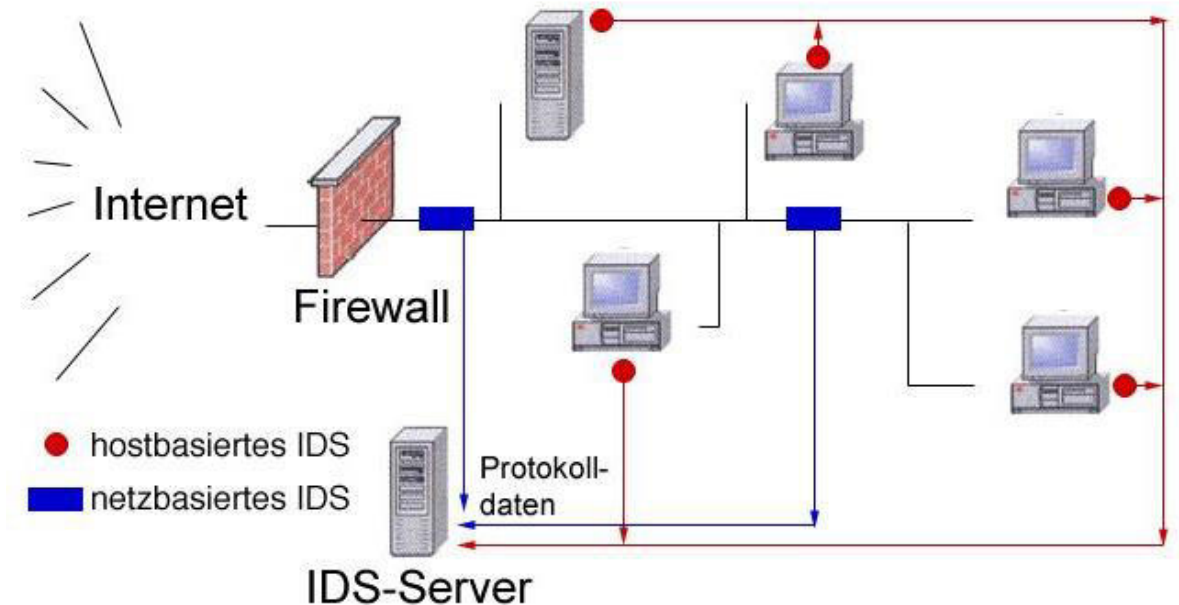 Internet
Firewall
hostbasiertes IDS
netzbasiertes IDS
Protokoll-
daten
IDS-Server